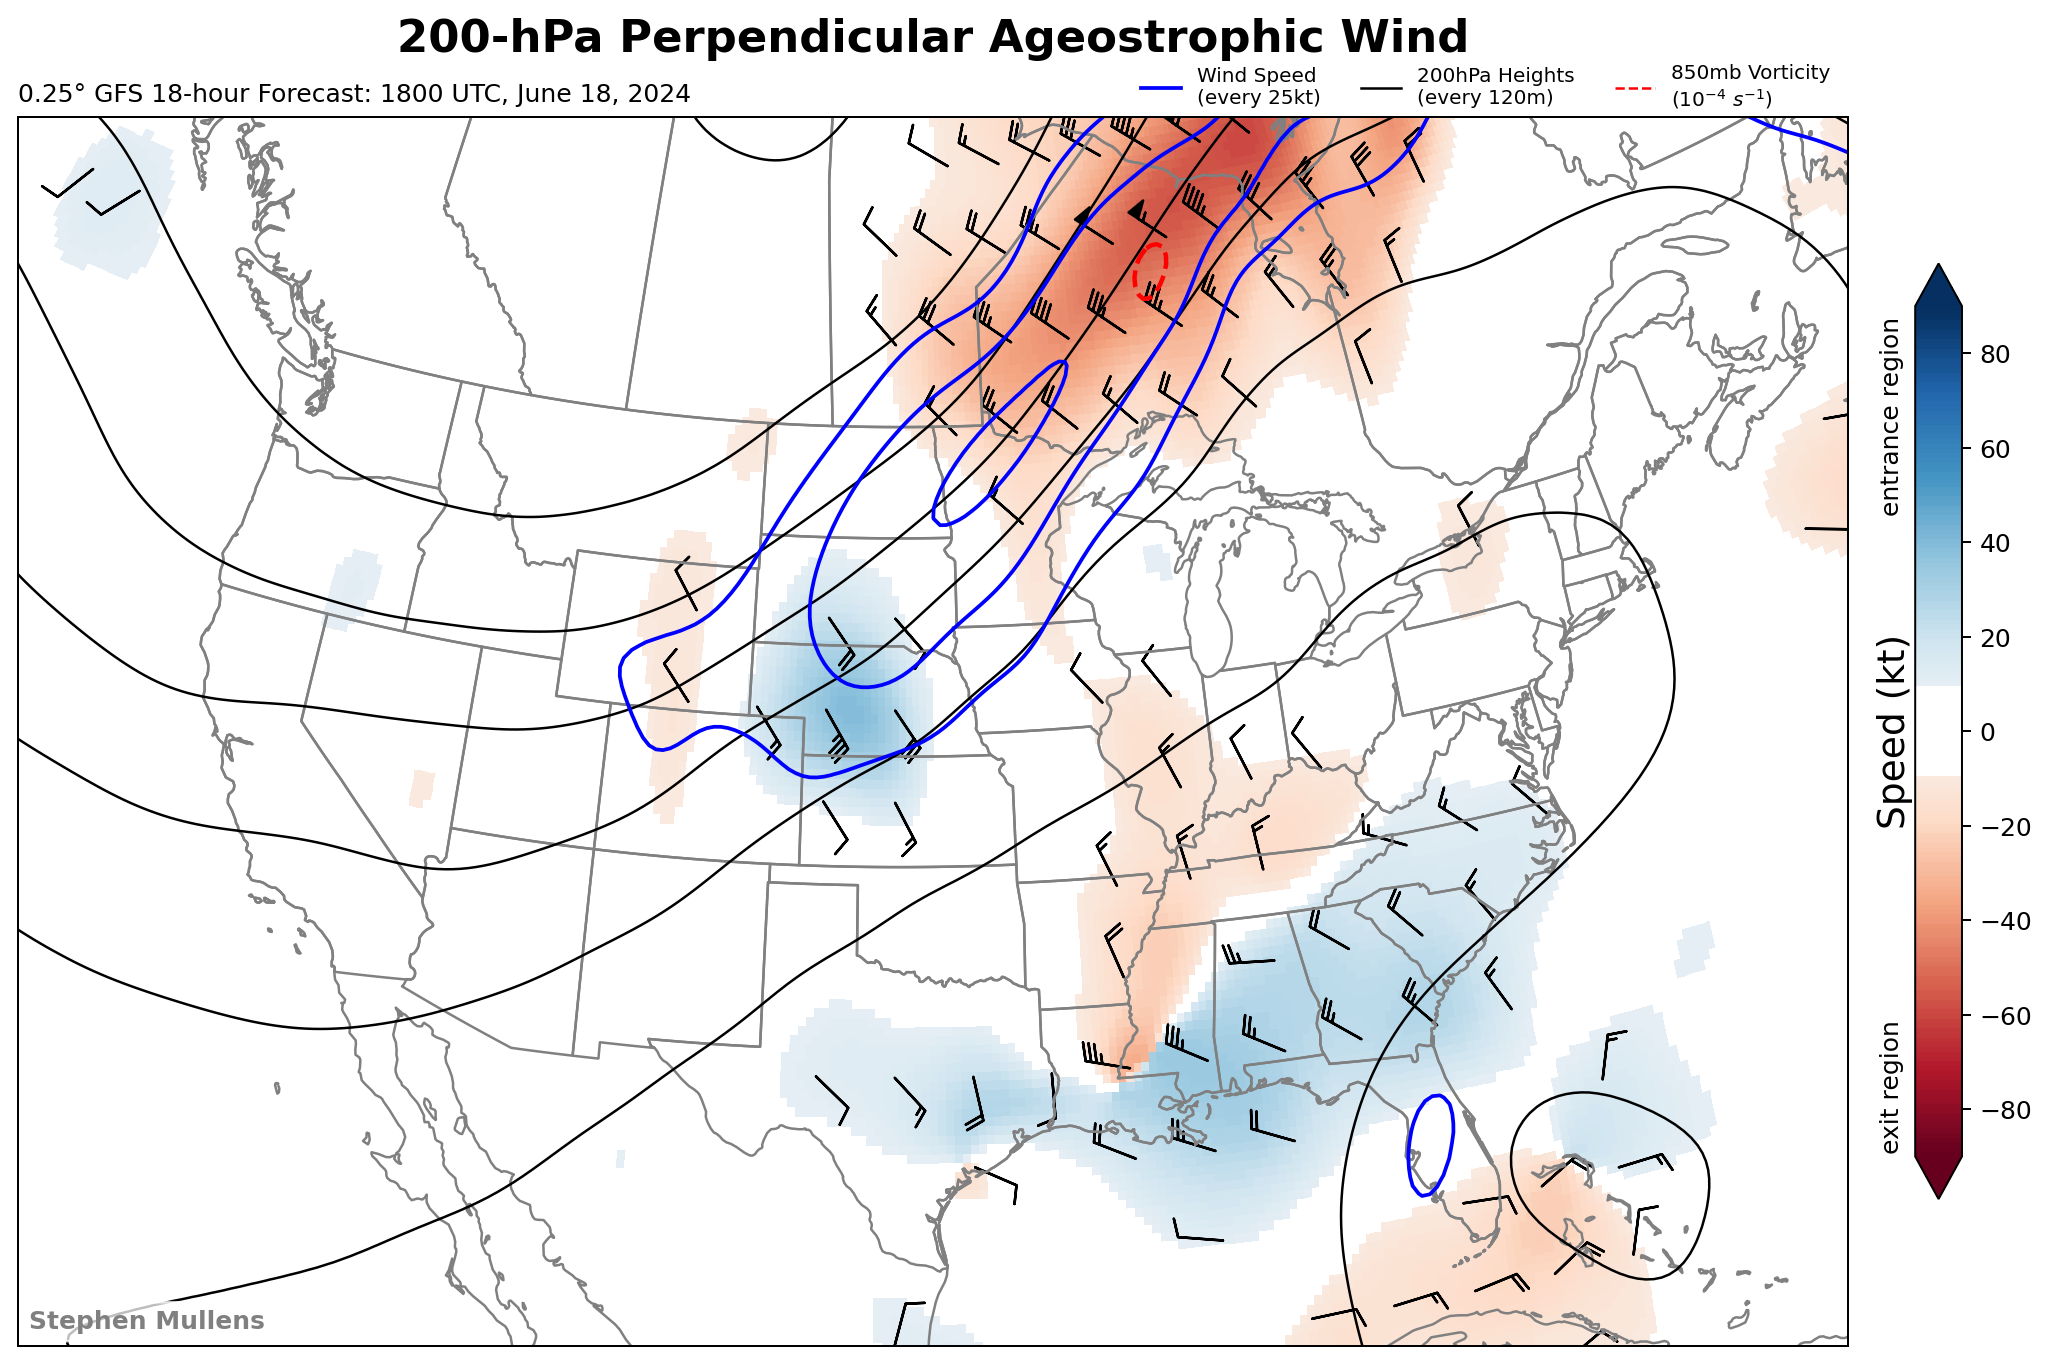 200-hPa Perpendicular Ageostrophic Wind
0.25° GFS 18-hour Forecast: 1800 UTC, June 18, 2024
Wind Speed
(every 25kt)
200hPa Heights
(every 120m)
850mb Vorticity
(10⁻⁴ s⁻¹)
entrance region
Speed (kt)
exit region
80
60
40
20
0
−20
−40
−60
−80
Stephen Mullens